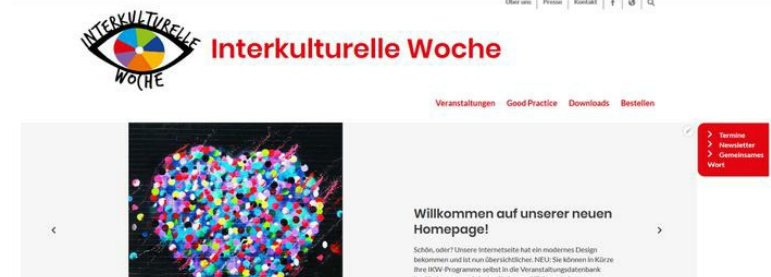 Über uns | Presse | Kontakt
INTERKULTURELLE
WOCHE
Interkulturelle Woche
Veranstaltungen Good Practice Downloads Bestellen
Termine
Newsletter
Gemeinsames
Wort
Willkommen auf unserer neuen
Homepage!
Schön, oder? Unsere Internetseite hat ein modernes Design
bekommen und ist nun übersichtlicher. NEU: Sie können in Kürze
Ihre IKW-Programme selbst in die Veranstaltungsdatenbank